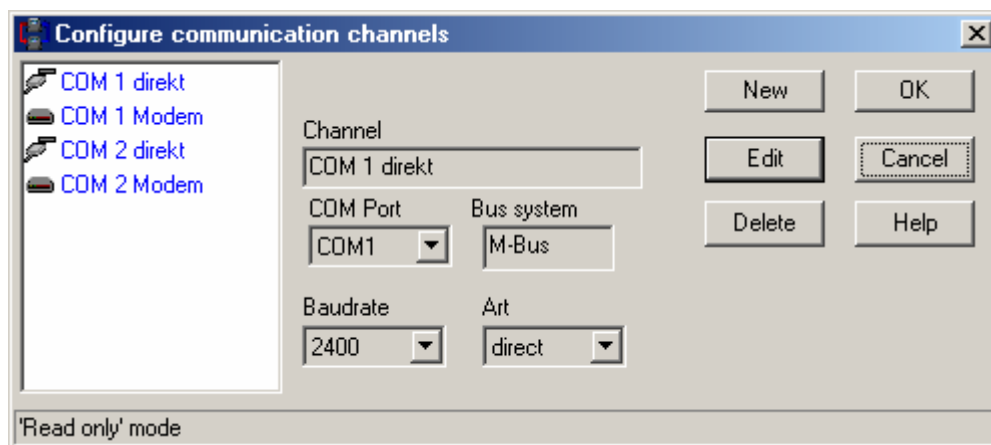 Configure communication channels
COM 1 direkt
COM 1 Modem
COM 2 direkt
COM 2 Modem
Channel
COM 1 direkt
COM Port
Bus system
COM1
M-Bus
Baudrate
Art
2400
direct
New
OK
Edit
Cancel
Delete
Help
'Read only' mode